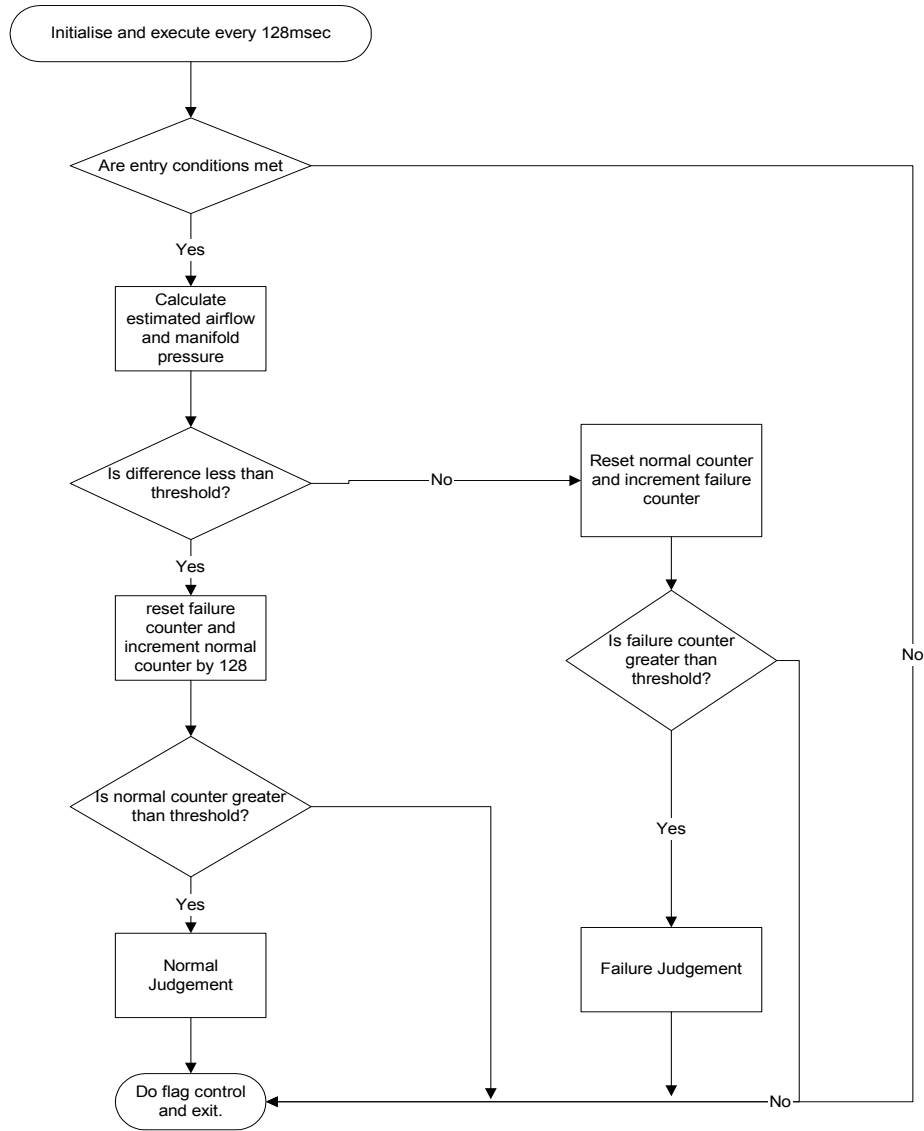 Initialise and execute every 128msec
Are entry conditions met
Yes
Calculate
estimated airflow
and manifold
pressure
Is difference less than
threshold?
No
Reset normal counter
and increment failure
counter
Yes
reset failure
counter and
increment normal
counter by 128
Is failure counter
greater than
threshold?
No
Is normal counter greater
than threshold?
Yes
Yes
Normal
Judgement
Failure Judgement
Do flag control
and exit.
No